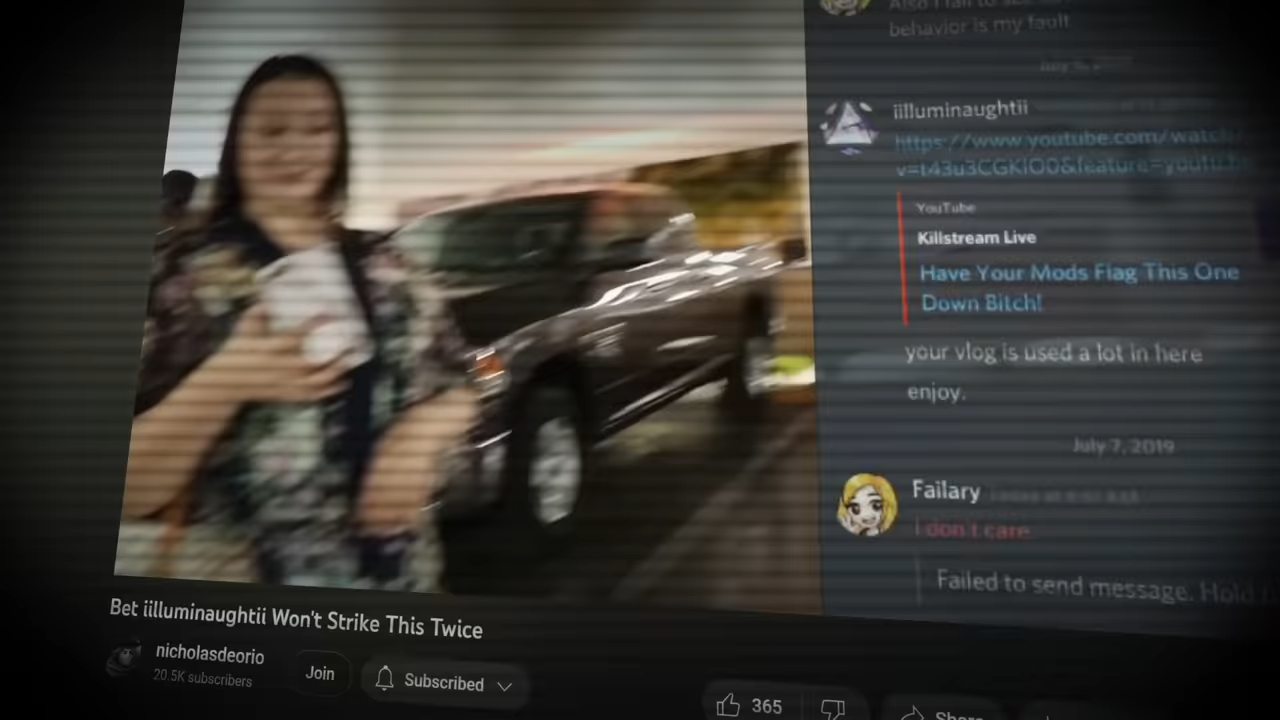 behavior is my fault
iilluminaughtii
https://www.youtube.com/watch
v=t43u3CGKlO0&feature=youtu.be
YouTube
Killstream Live
Have Your Mods Flag This One
Down Bitch!
your vlog is used a lot in here
enjoy.
July 7, 2019
Failary
I don't care
Failed to send message. Hold
Bet iilluminaughtii Won't Strike This Twice
nicholasdeorio
20.5K subscribers
Join
Subscribed
365
Share